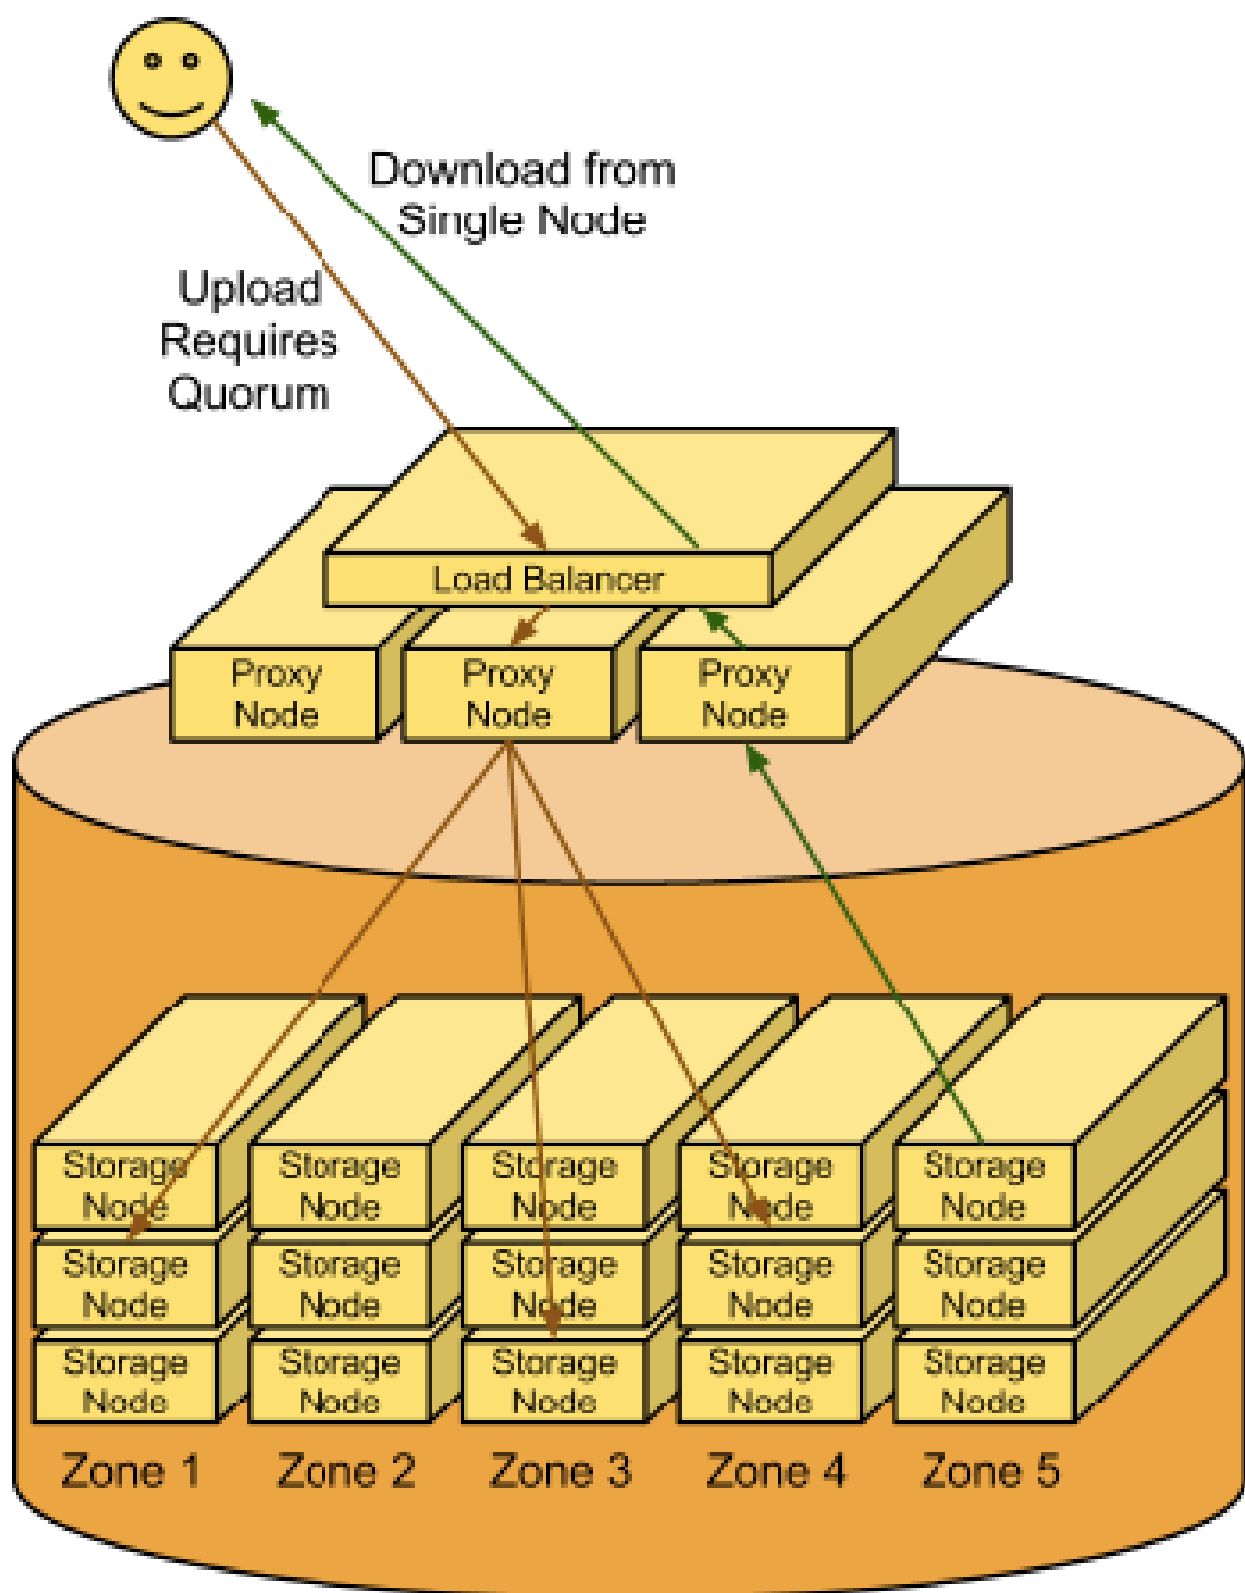 Download from
Single Node
Upload
Requires
Quorum
Load Balancer
Proxy
Node
Proxy
Node
Proxy
Node
Storage
Node
Storage
Node
Storage
Node
Storage
Node
Storage
Node
Storage
Node
Storage
Node
Storage
Node
Storage
Node
Storage
Node
Storage
Node
Storage
Node
Storage
Node
Storage
Node
Storage
Node
Zone 1
Zone 2
Zone 3
Zone 4
Zone 5